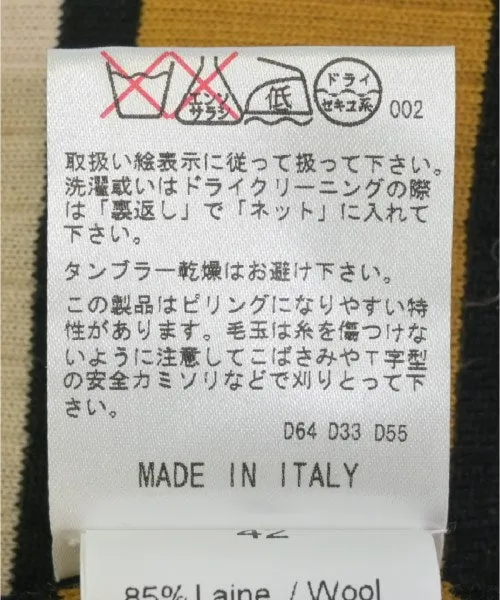 エンソ
サラシ
低
ドライ
セキユ系
002
取扱い絵表示に従って扱って下さい。
洗濯或いはドライクリーニングの際
は「裏返し」で「ネット」に入れて
下さい。
タンブラー乾燥はお避け下さい。
この製品はピリングになりやすい特
性があります。毛玉は糸を傷つけな
いように注意してこばさみやT字型
の安全カミソリなどで刈りとって下
さい。
D64 D33 D55
MADE IN ITALY
42
85% Laine / Wool